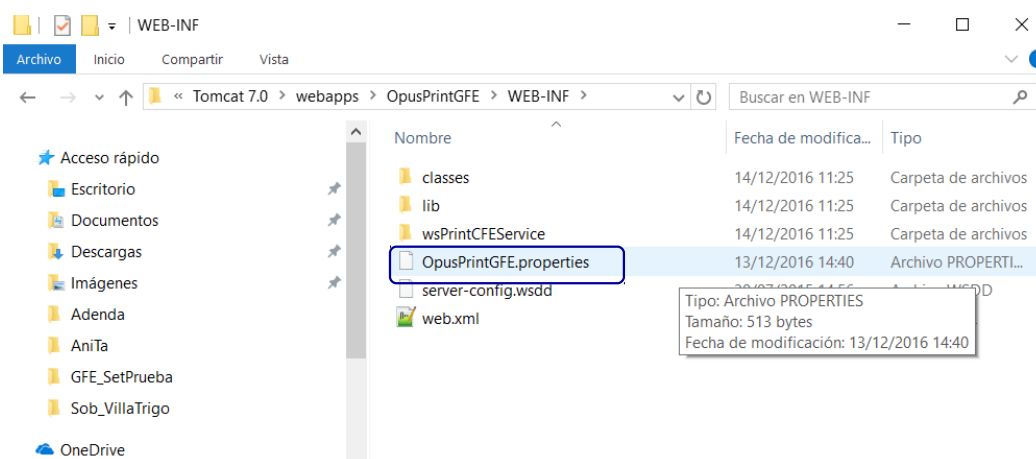 WEB-INF
Archivo Inicio Compartir Vista
« Tomcat 7.0 > webapps > OpusPrintGFE > WEB-INF >
Buscar en WEB-INF
Acceso rápido
Escritorio
Documentos
Descargas
Imágenes
Adenda
AniTa
GFE_SetPrueba
Sob_VillaTrigo
OneDrive
Nombre Fecha de modifica... Tipo
classes 14/12/2016 11:25 Carpeta de archivos
lib 14/12/2016 11:25 Carpeta de archivos
wsPrintCFEService 14/12/2016 11:25 Carpeta de archivos
OpusPrintGFE.properties 13/12/2016 14:40 Archivo PROPERTI...
server-config.wsdd
web.xml
Tipo: Archivo PROPERTIES
Tamaño: 513 bytes
Fecha de modificación: 13/12/2016 14:40